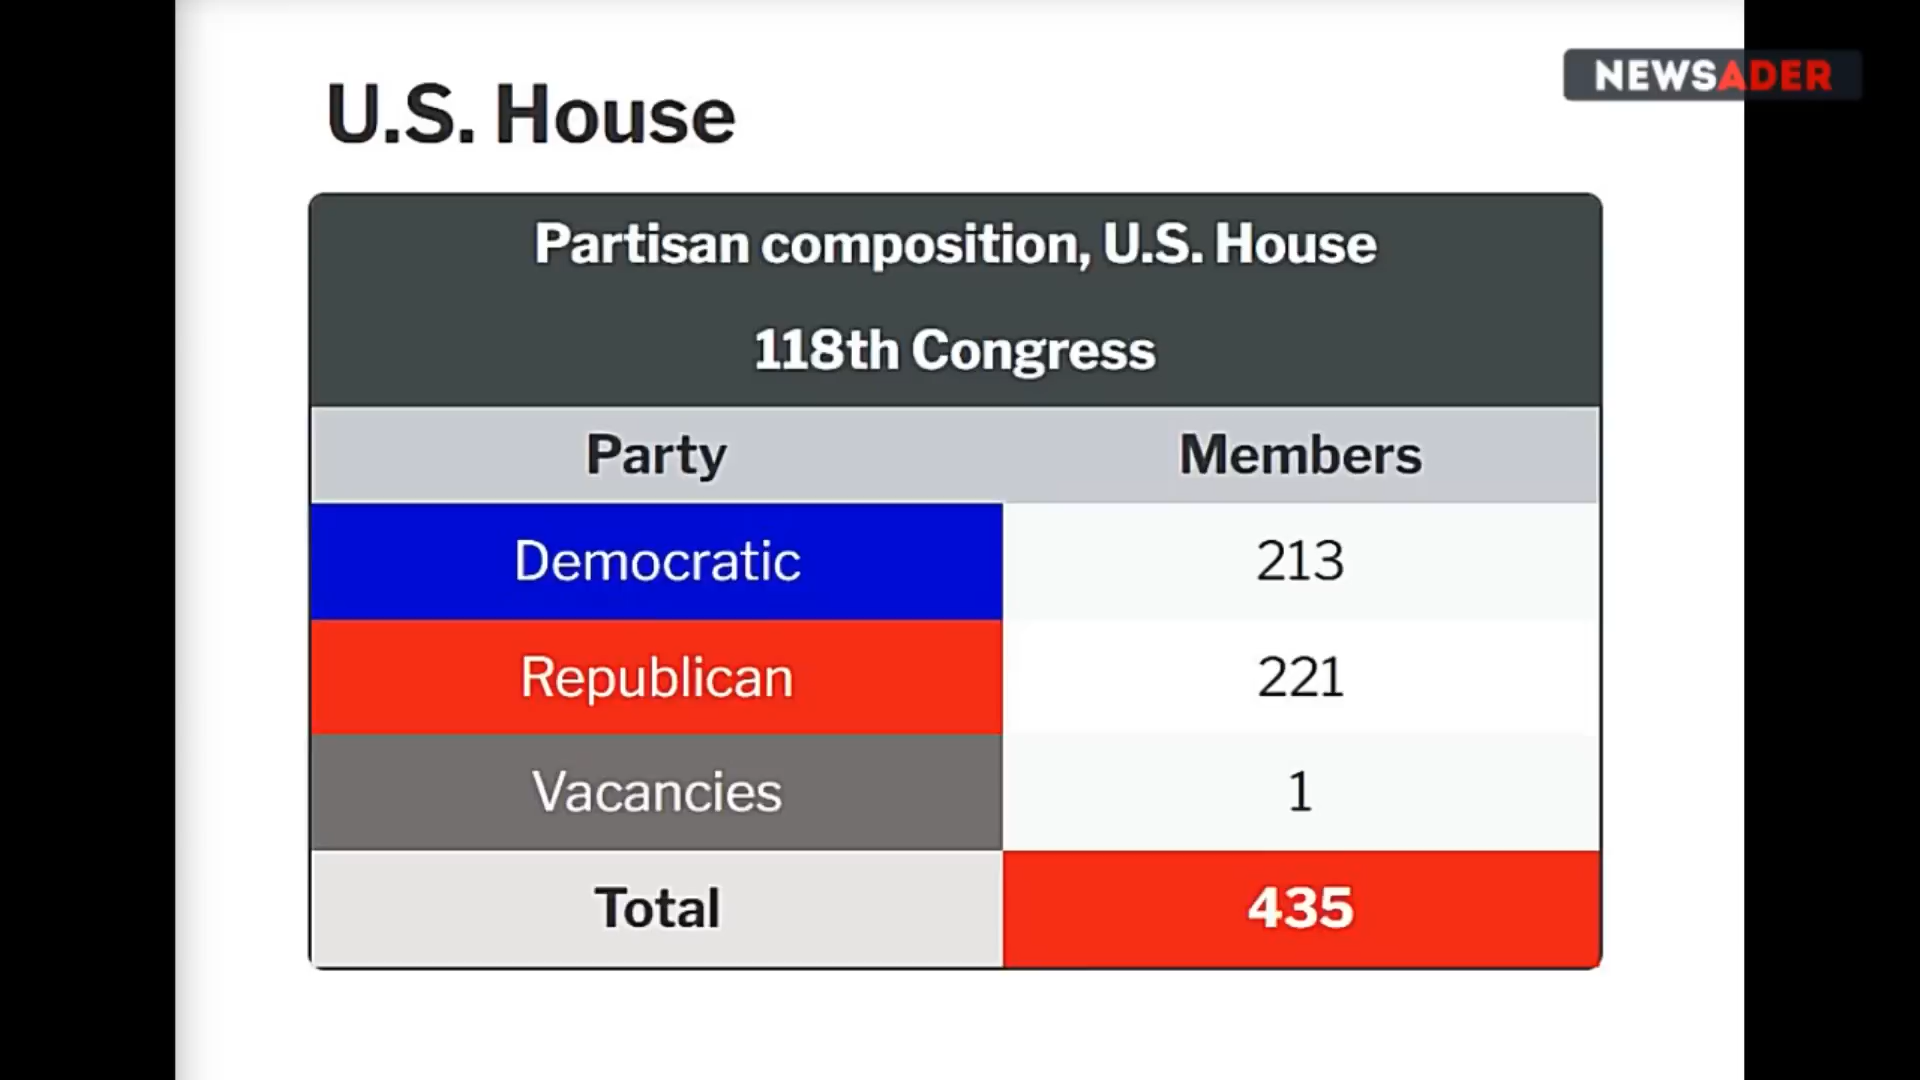 NEWSADER
U.S. House
Partisan composition, U.S. House
118th Congress
Party Members
Democratic 213
Republican 221
Vacancies 1
Total 435